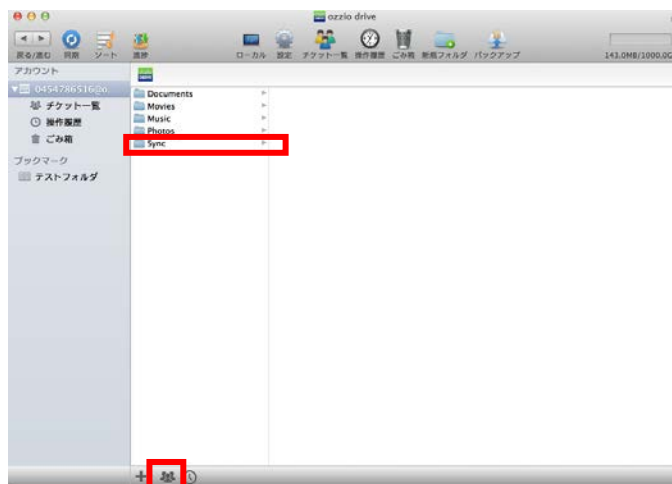 ozzio drive
戻る/進む 同期 ソート 進捗 ローカル 設定 チケット一覧 操作履歴 ごみ箱 新規フォルダ バックアップ 143.0MB/1000.0G
アカウント
チケット一覧
操作履歴
ごみ箱
ブックマーク
テストフォルダ
Documents
Movies
Music
Photos
Sync